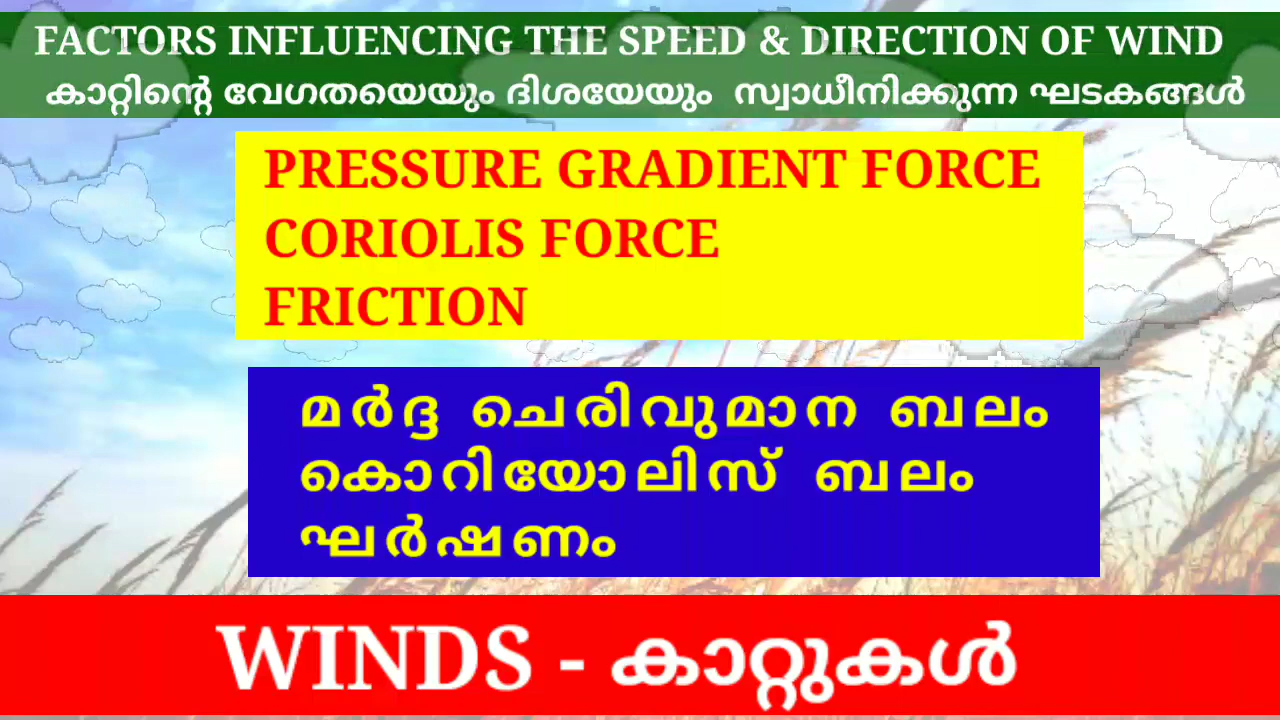 FACTORS INFLUENCING THE SPEED & DIRECTION OF WIND
കാറ്റിന്റെ വേഗതയെയും ദിശയേയും സ്വാധീനിക്കുന്ന ഘടകങ്ങൾ
PRESSURE GRADIENT FORCE
CORIOLIS FORCE
FRICTION
മർദ്ദ ചെരിവുമാന ബലം
കൊറിയോലിസ് ബലം
ഘർഷണം
WINDS - കാറ്റുകൾ